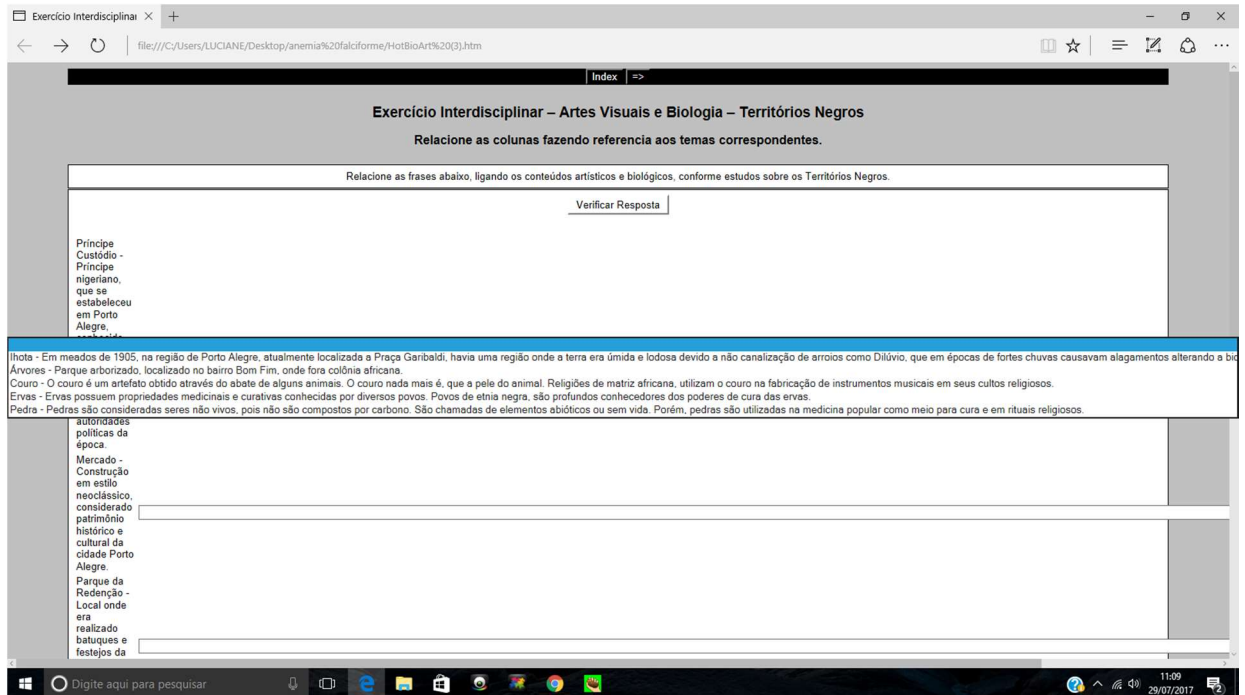 Exercício Interdisciplinar
file:///C:/Users/LUCIANE/Desktop/anemia%20falciforme/HotBioArt%20(3).htm
Index =>
Exercício Interdisciplinar – Artes Visuais e Biologia – Territórios Negros
Relacione as colunas fazendo referencia aos temas correspondentes.
Relacione as frases abaixo, ligando os conteúdos artísticos e biológicos, conforme estudos sobre os Territórios Negros.
Verificar Resposta
Príncipe
Custódio -
Príncipe
nigeriano,
que se
estabeleceu
em Porto
Alegre,
Ilhota - Em meados de 1905, na região de Porto Alegre, atualmente localizada a Praça Garibaldi, havia uma região onde a terra era úmida e lodosa devido a não canalização de arroios como Dilúvio, que em épocas de fortes chuvas causavam alagamentos alterando a bio
Árvores - Parque arborizado, localizado no bairro Bom Fim, onde fora colônia africana.
Couro - O couro é um artefato obtido através do abate de alguns animais. O couro nada mais é, que a pele do animal. Religiões de matriz africana, utilizam o couro na fabricação de instrumentos musicais em seus cultos religiosos.
Ervas - Ervas possuem propriedades medicinais e curativas conhecidas por diversos povos. Povos de etnia negra, são profundos conhecedores dos poderes de cura das ervas.
Pedra - Pedras são consideradas seres não vivos, pois não são compostos por carbono. São chamadas de elementos abióticos ou sem vida. Porém, pedras são utilizadas na medicina popular como meio para cura e em rituais religiosos.
autoridades
políticas da
época.
Mercado -
Construção
em estilo
neoclássico,
considerado
patrimônio
histórico e
cultural da
cidade Porto
Alegre.
Parque da
Redenção -
Local onde
era
realizado
batuques e
festejos da
Digite aqui para pesquisar
11:09
29/07/2017